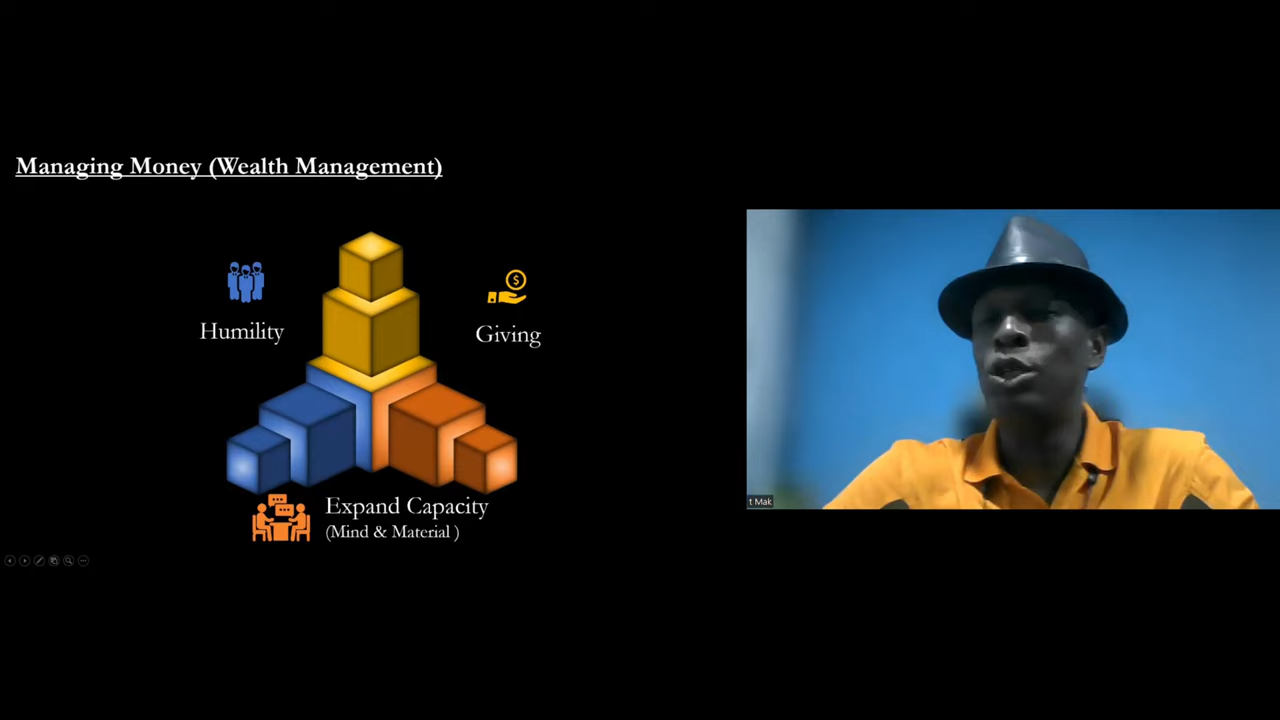 Managing Money (Wealth Management)
$
Humility
Giving
Expand Capacity
(Mind & Material )
t Mak